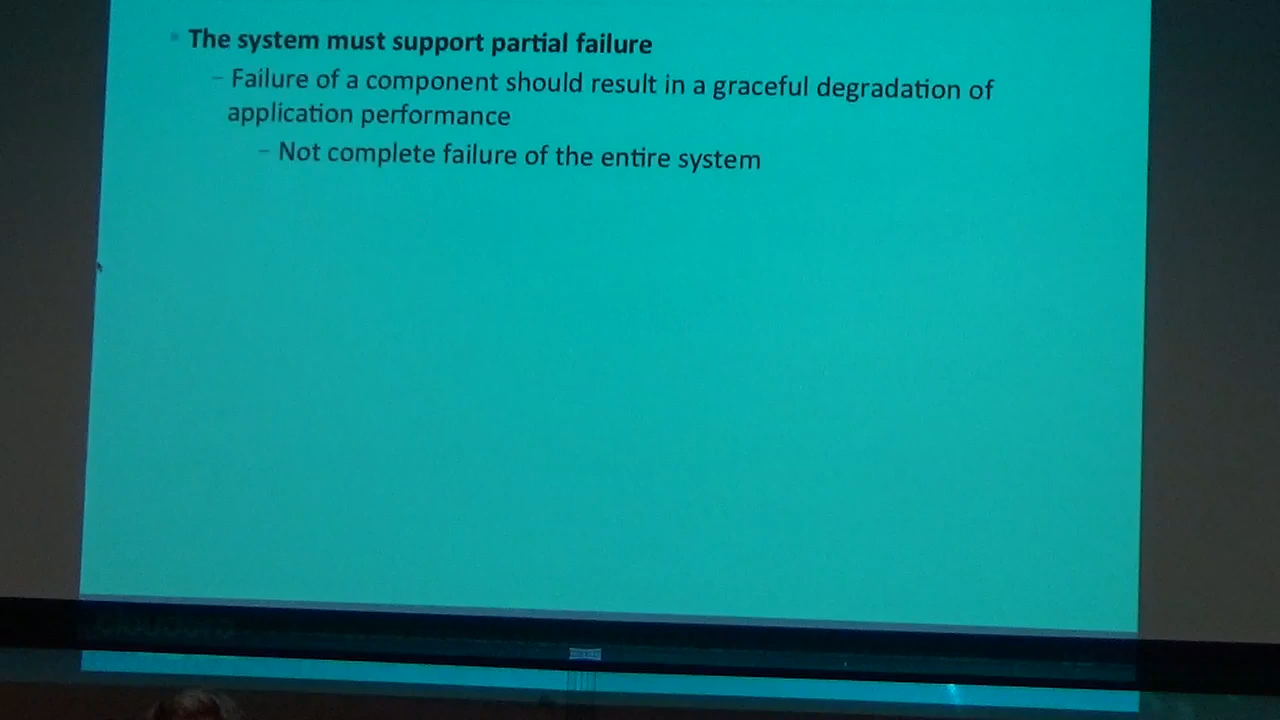 The system must support partial failure
– Failure of a component should result in a graceful degradation of
application performance
– Not complete failure of the entire system